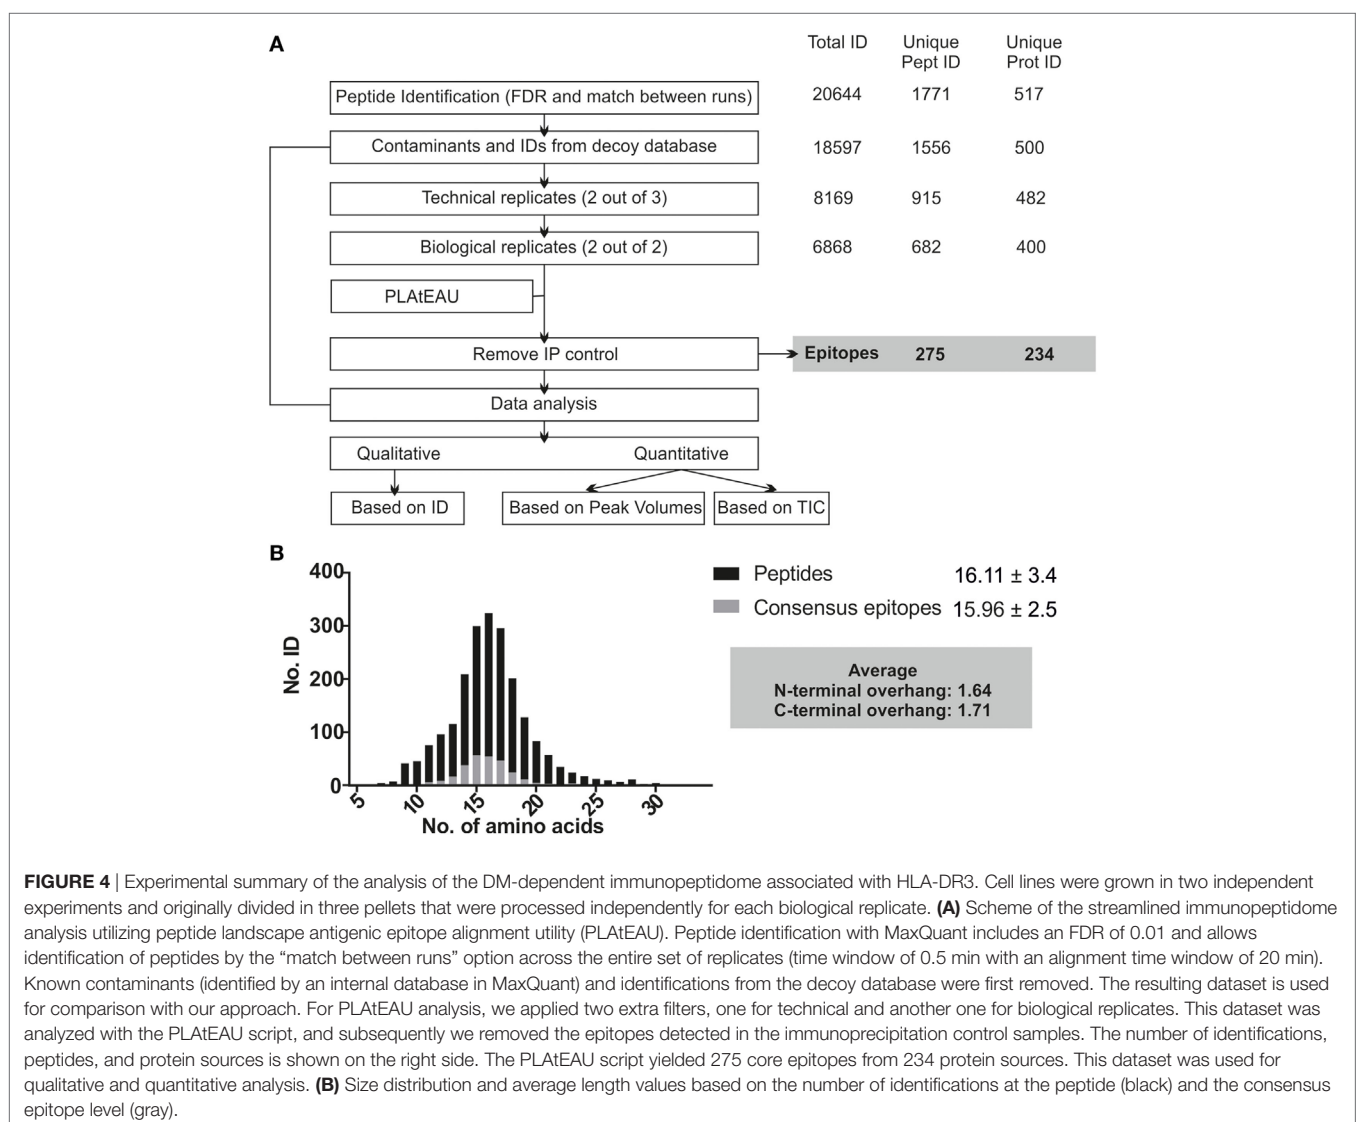 A
Total ID Unique Pept ID Unique Prot ID
Peptide Identification (FDR and match between runs) 20644 1771 517
Contaminants and IDs from decoy database 18597 1556 500
Technical replicates (2 out of 3) 8169 915 482
Biological replicates (2 out of 2) 6868 682 400
PLAtEAU
Remove IP control Epitopes 275 234
Data analysis
Qualitative Quantitative
Based on ID Based on Peak Volumes Based on TIC
B
400
300
200
100
0
No. ID
5 10 15 20 25 30
No. of amino acids
Peptides 16.11 ± 3.4
Consensus epitopes 15.96 ± 2.5
Average
N-terminal overhang: 1.64
C-terminal overhang: 1.71
FIGURE 4 | Experimental summary of the analysis of the DM-dependent immunopeptidome associated with HLA-DR3. Cell lines were grown in two independent
experiments and originally divided in three pellets that were processed independently for each biological replicate. (A) Scheme of the streamlined immunopeptidome
analysis utilizing peptide landscape antigenic epitope alignment utility (PLAtEAU). Peptide identification with MaxQuant includes an FDR of 0.01 and allows
identification of peptides by the “match between runs” option across the entire set of replicates (time window of 0.5 min with an alignment time window of 20 min).
Known contaminants (identified by an internal database in MaxQuant) and identifications from the decoy database were first removed. The resulting dataset is used
for comparison with our approach. For PLAtEAU analysis, we applied two extra filters, one for technical and another one for biological replicates. This dataset was
analyzed with the PLAtEAU script, and subsequently we removed the epitopes detected in the immunoprecipitation control samples. The number of identifications,
peptides, and protein sources is shown on the right side. The PLAtEAU script yielded 275 core epitopes from 234 protein sources. This dataset was used for
qualitative and quantitative analysis. (B) Size distribution and average length values based on the number of identifications at the peptide (black) and the consensus
epitope level (gray).